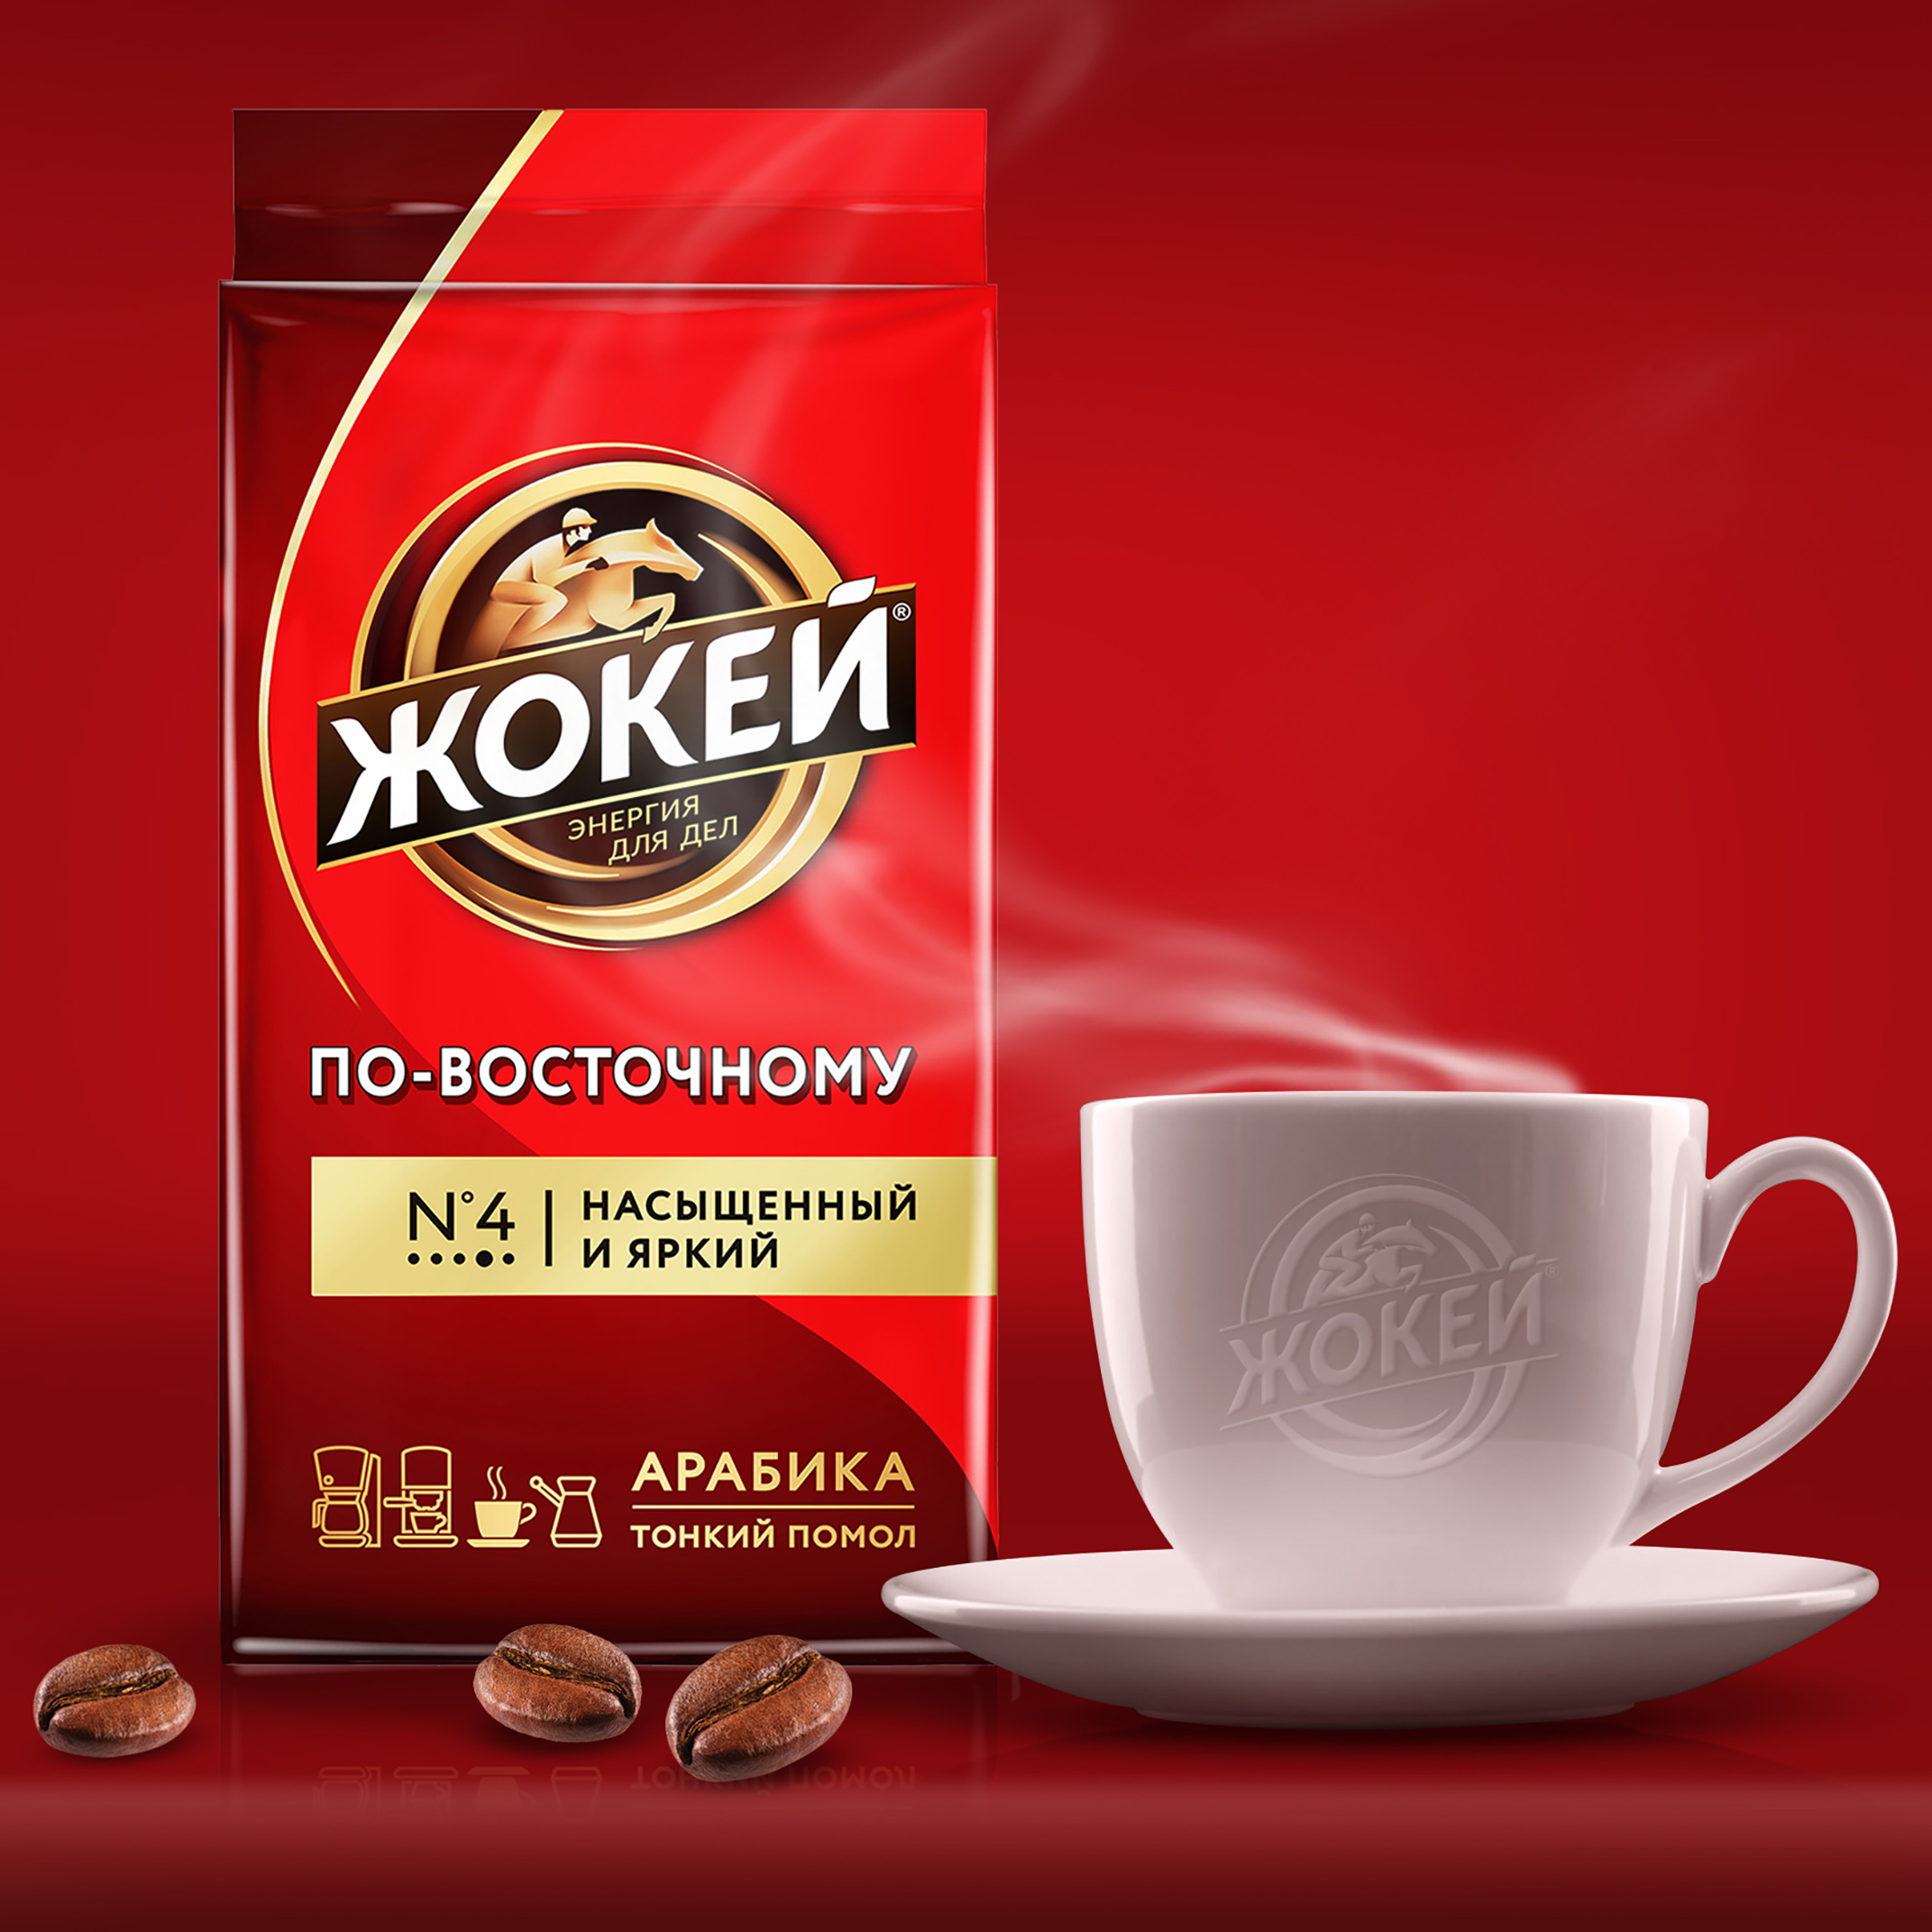 ЖОКЕЙ®
ЭНЕРГИЯ
ДЛЯ ДЕЛ
ПО-ВОСТОЧНОМУ
N°4
НАСЫЩЕННЫЙ
И ЯРКИЙ
АРАБИКА
ТОНКИЙ ПОМОЛ
ЖОКЕЙ®